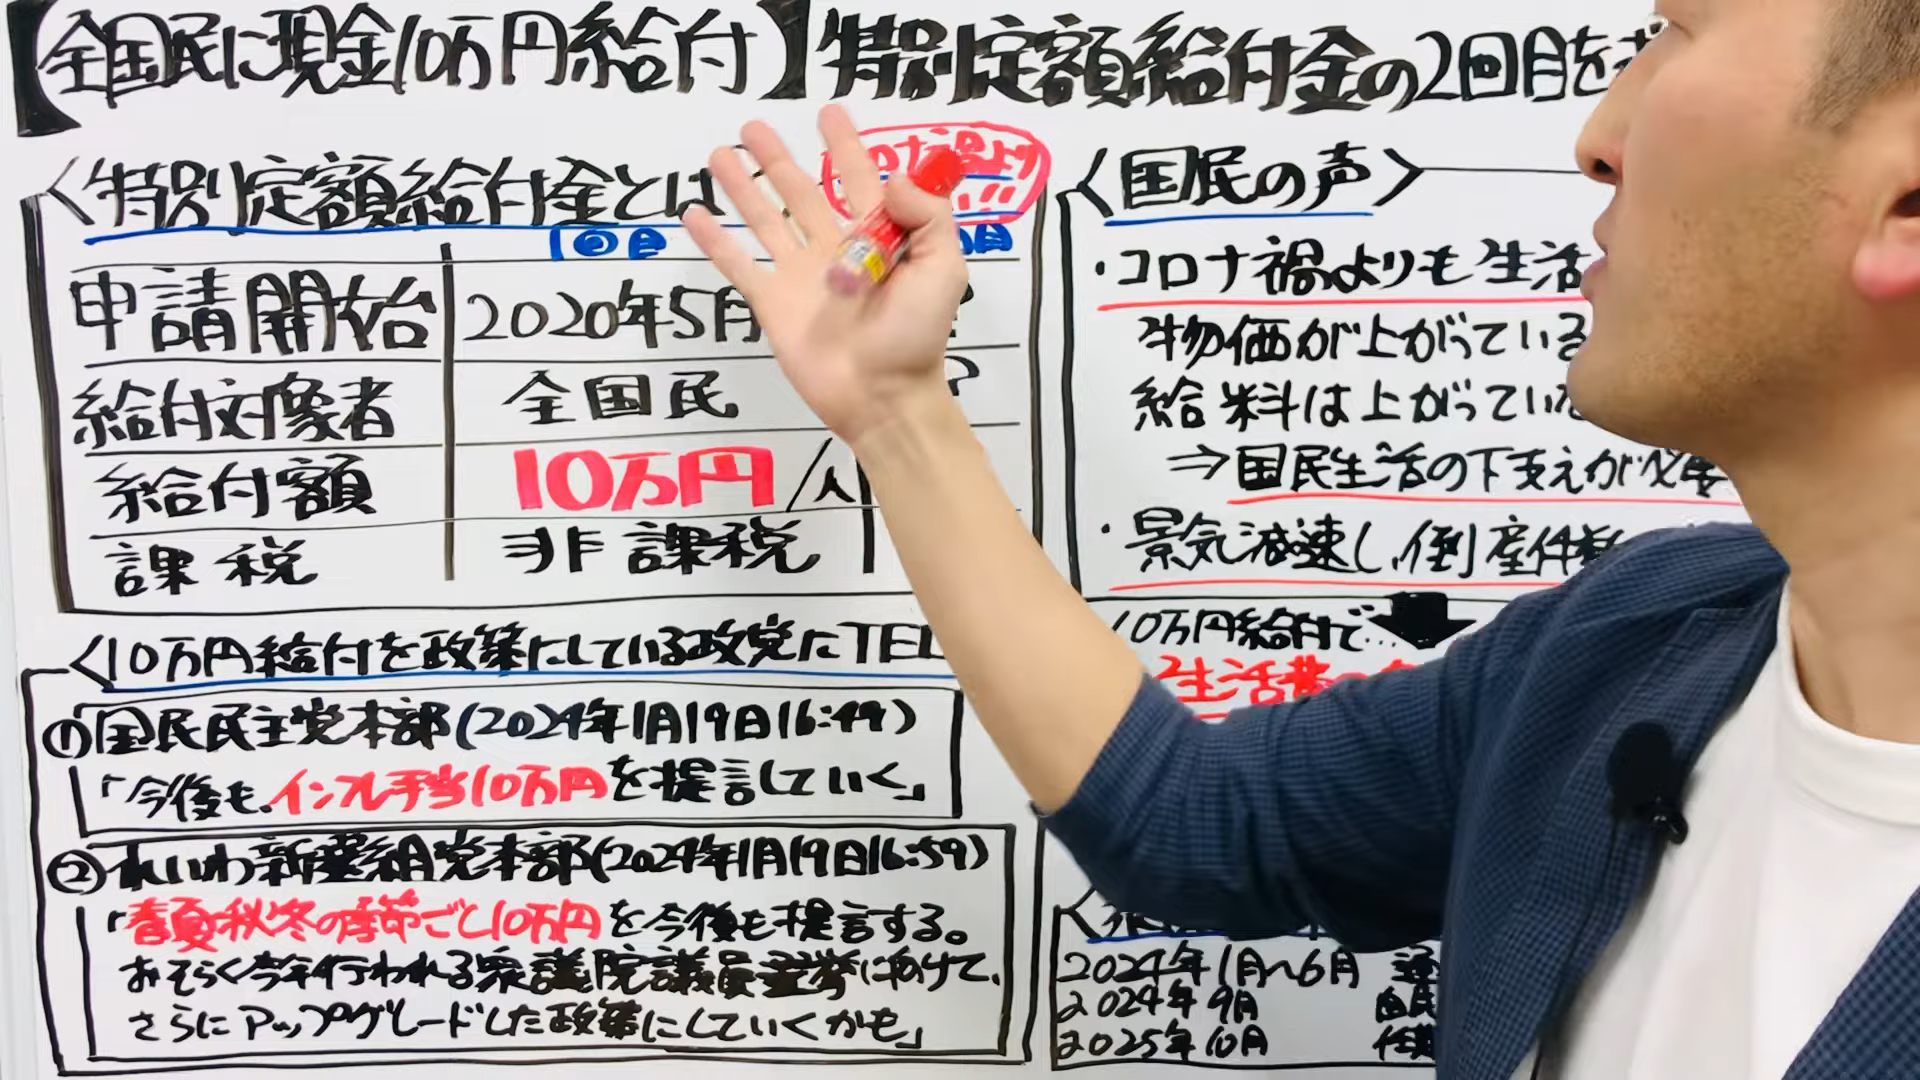 【全国民に現金10万円給付】特別定額給付金の2回目を
〈特別定額給付金とは
1回目
申請開始 2020年5月
給付対象者 全国民 ?
給付額 10万円/人
課税 非課税
〈10万円給付を政策にしている政党にTEL
① 国民民主党本部(2024年1月19日16:49)
「今後も、インフレ手当10万円を提言していく」
② れいわ新選組党本部(2024年1月19日16:59)
「春夏秋冬の季節ごと10万円を今後も提言する。
おそらく今年行われる衆議院議員選挙に向けて、
さらにアップグレードした政策にしていくかも」
〈国民の声〉
・コロナ禍よりも生活
物価が上がっている
給料は上がってい
⇒国民生活の下支えが必要
・景気減速し、倒産件数
10万円給付で…
生活費の
2024年1月~6月
2024年9月 自民
2025年10月 任期